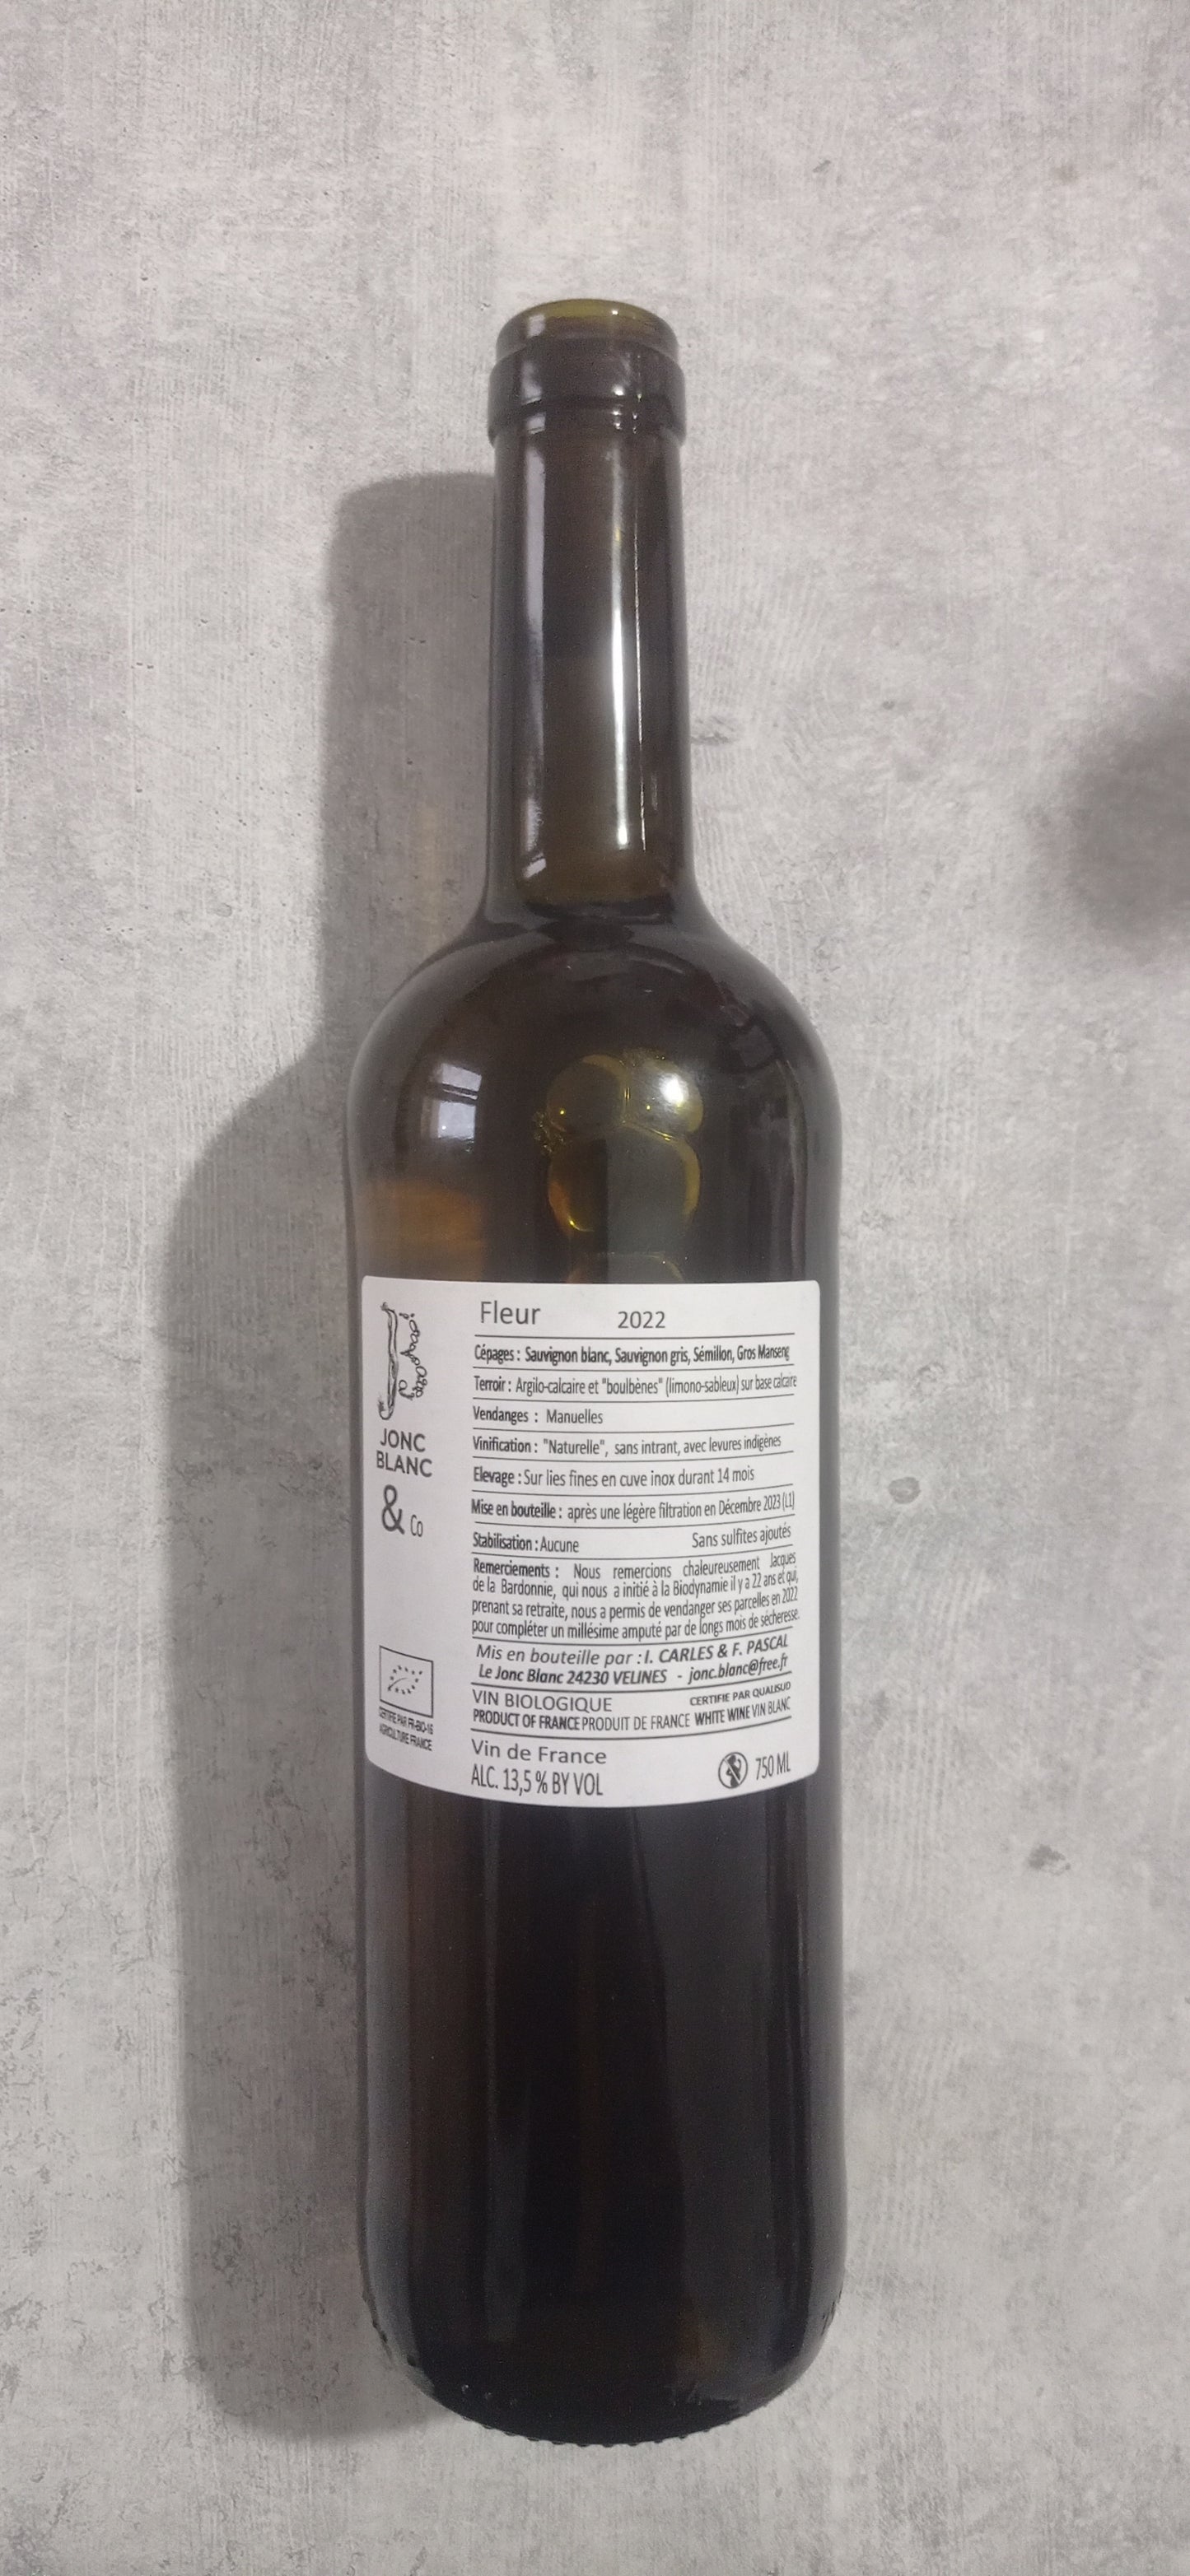 Fleur 2022
Cépages : Sauvignon blanc, Sauvignon gris, Sémillon, Gros Manseng
Terroir : Argilo-calcaire et "boulbènes" (limono-sableux) sur base calcaire
Vendanges : Manuelles
Vinification : "Naturelle", sans intrant, avec levures indigènes
Elevage : Sur lies fines en cuve inox durant 14 mois
Mise en bouteille : après une légère filtration en Décembre 2023 (L1)
Stabilisation : Aucune Sans sulfites ajoutés
Remerciements : Nous remercions chaleureusement Jacques
de la Bardonnie, qui nous a initié à la Biodynamie il y a 22 ans et qui,
prenant sa retraite, nous a permis de vendanger ses parcelles en 2022
pour compléter un millésime amputé par de longs mois de sécheresse.
Mis en bouteille par : I. CARLES & F. PASCAL
Le Jonc Blanc 24230 VELINES - jonc.blanc@free.fr
VIN BIOLOGIQUE CERTIFIE PAR QUALISUD
PRODUCT OF FRANCE PRODUIT DE FRANCE WHITE WINE VIN BLANC
Vin de France
ALC. 13,5 % BY VOL 750 ML
JONC
BLANC
& Co
CERTIFIE PAR FR-BIO-16
AGRICULTURE FRANCE